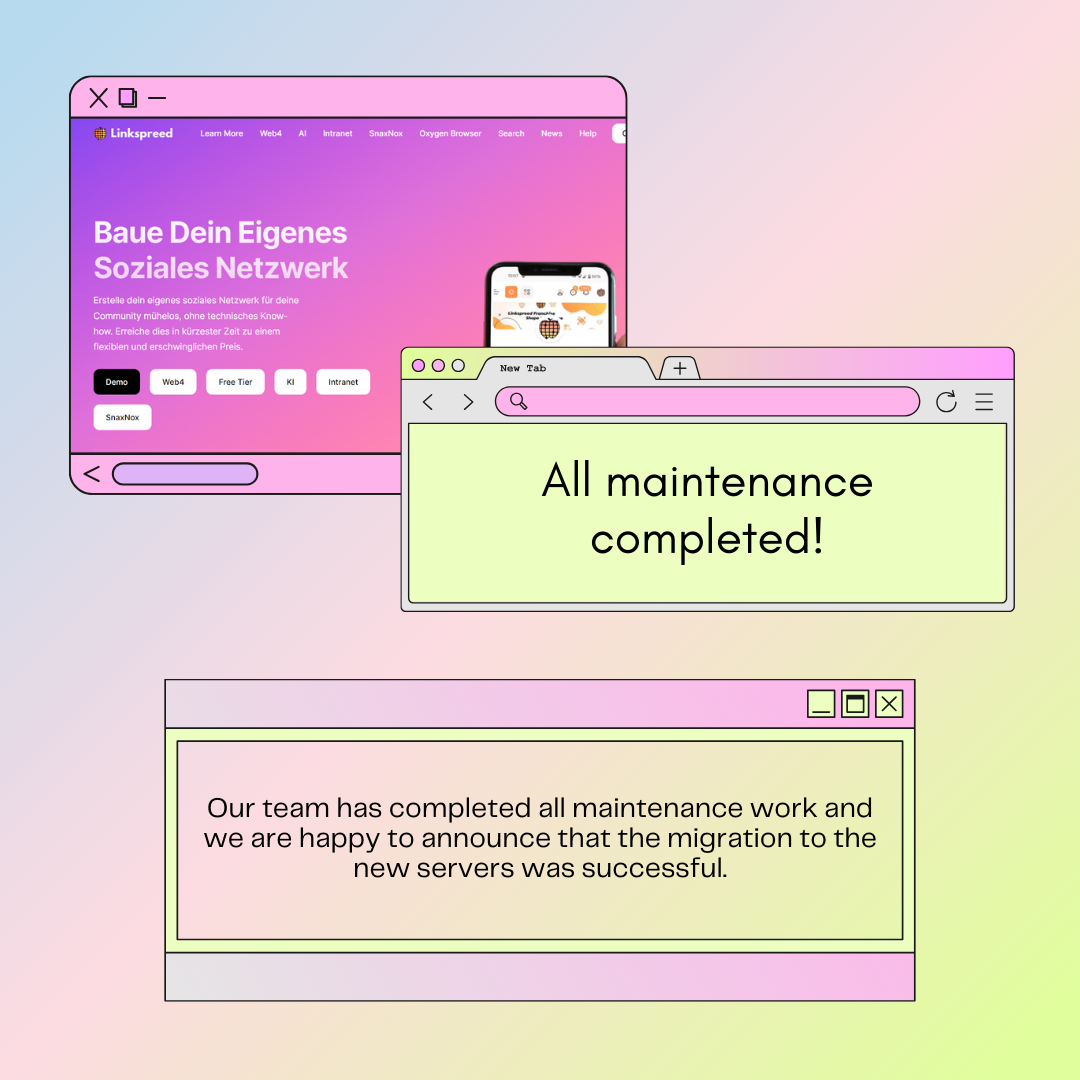 Linkspreed
Learn More Web4 AI Intranet SnaxNox Oxygen Browser Search News Help
Baue Dein Eigenes
Soziales Netzwerk
Erstelle dein eigenes soziales Netzwerk für deine
Community mühelos, ohne technisches Know-
how. Erreiche dies in kürzester Zeit zu einem
flexiblen und erschwinglichen Preis.
Demo Web4 Free Tier KI Intranet
SnaxNox
Linkspreed Franchise
Shops
New Tab
All maintenance
completed!
Our team has completed all maintenance work and
we are happy to announce that the migration to the
new servers was successful.